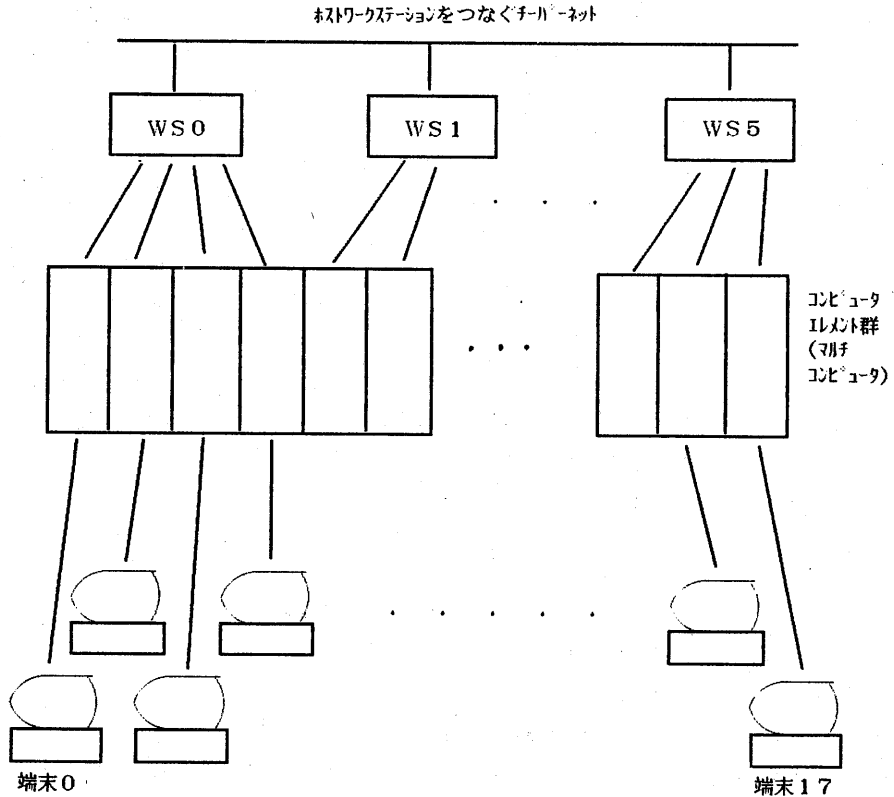 ホストワークステーションをつなぐチーパーネット
WS0
WS1
WS5
コンピュータ
エレメント群
(マルチ
コンピュータ)
端末0
端末17